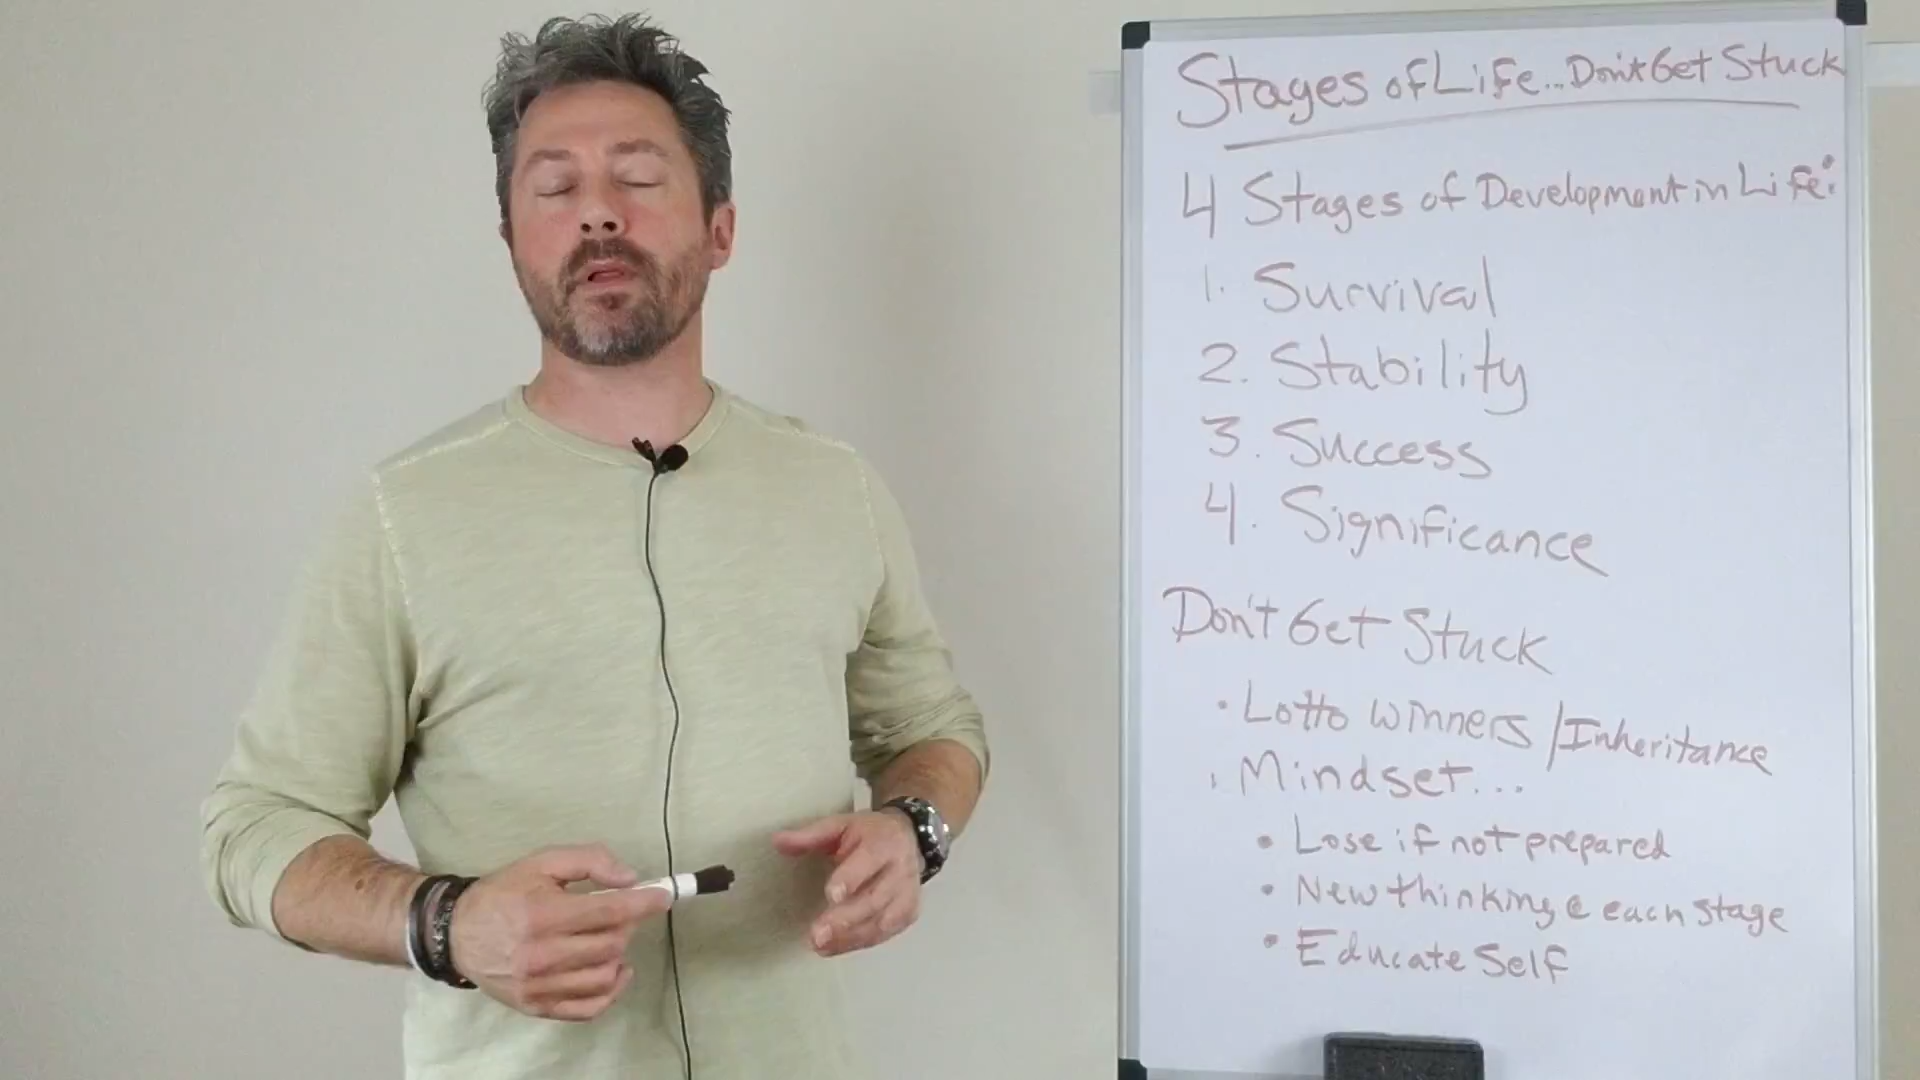 Stages of Life... Don't Get Stuck
4 Stages of Development in Life:
1. Survival
2. Stability
3. Success
4. Significance
Don't Get Stuck
• Lotto winners / Inheritance
• Mindset...
• Lose if not prepared
• New thinking @ each stage
• Educate Self